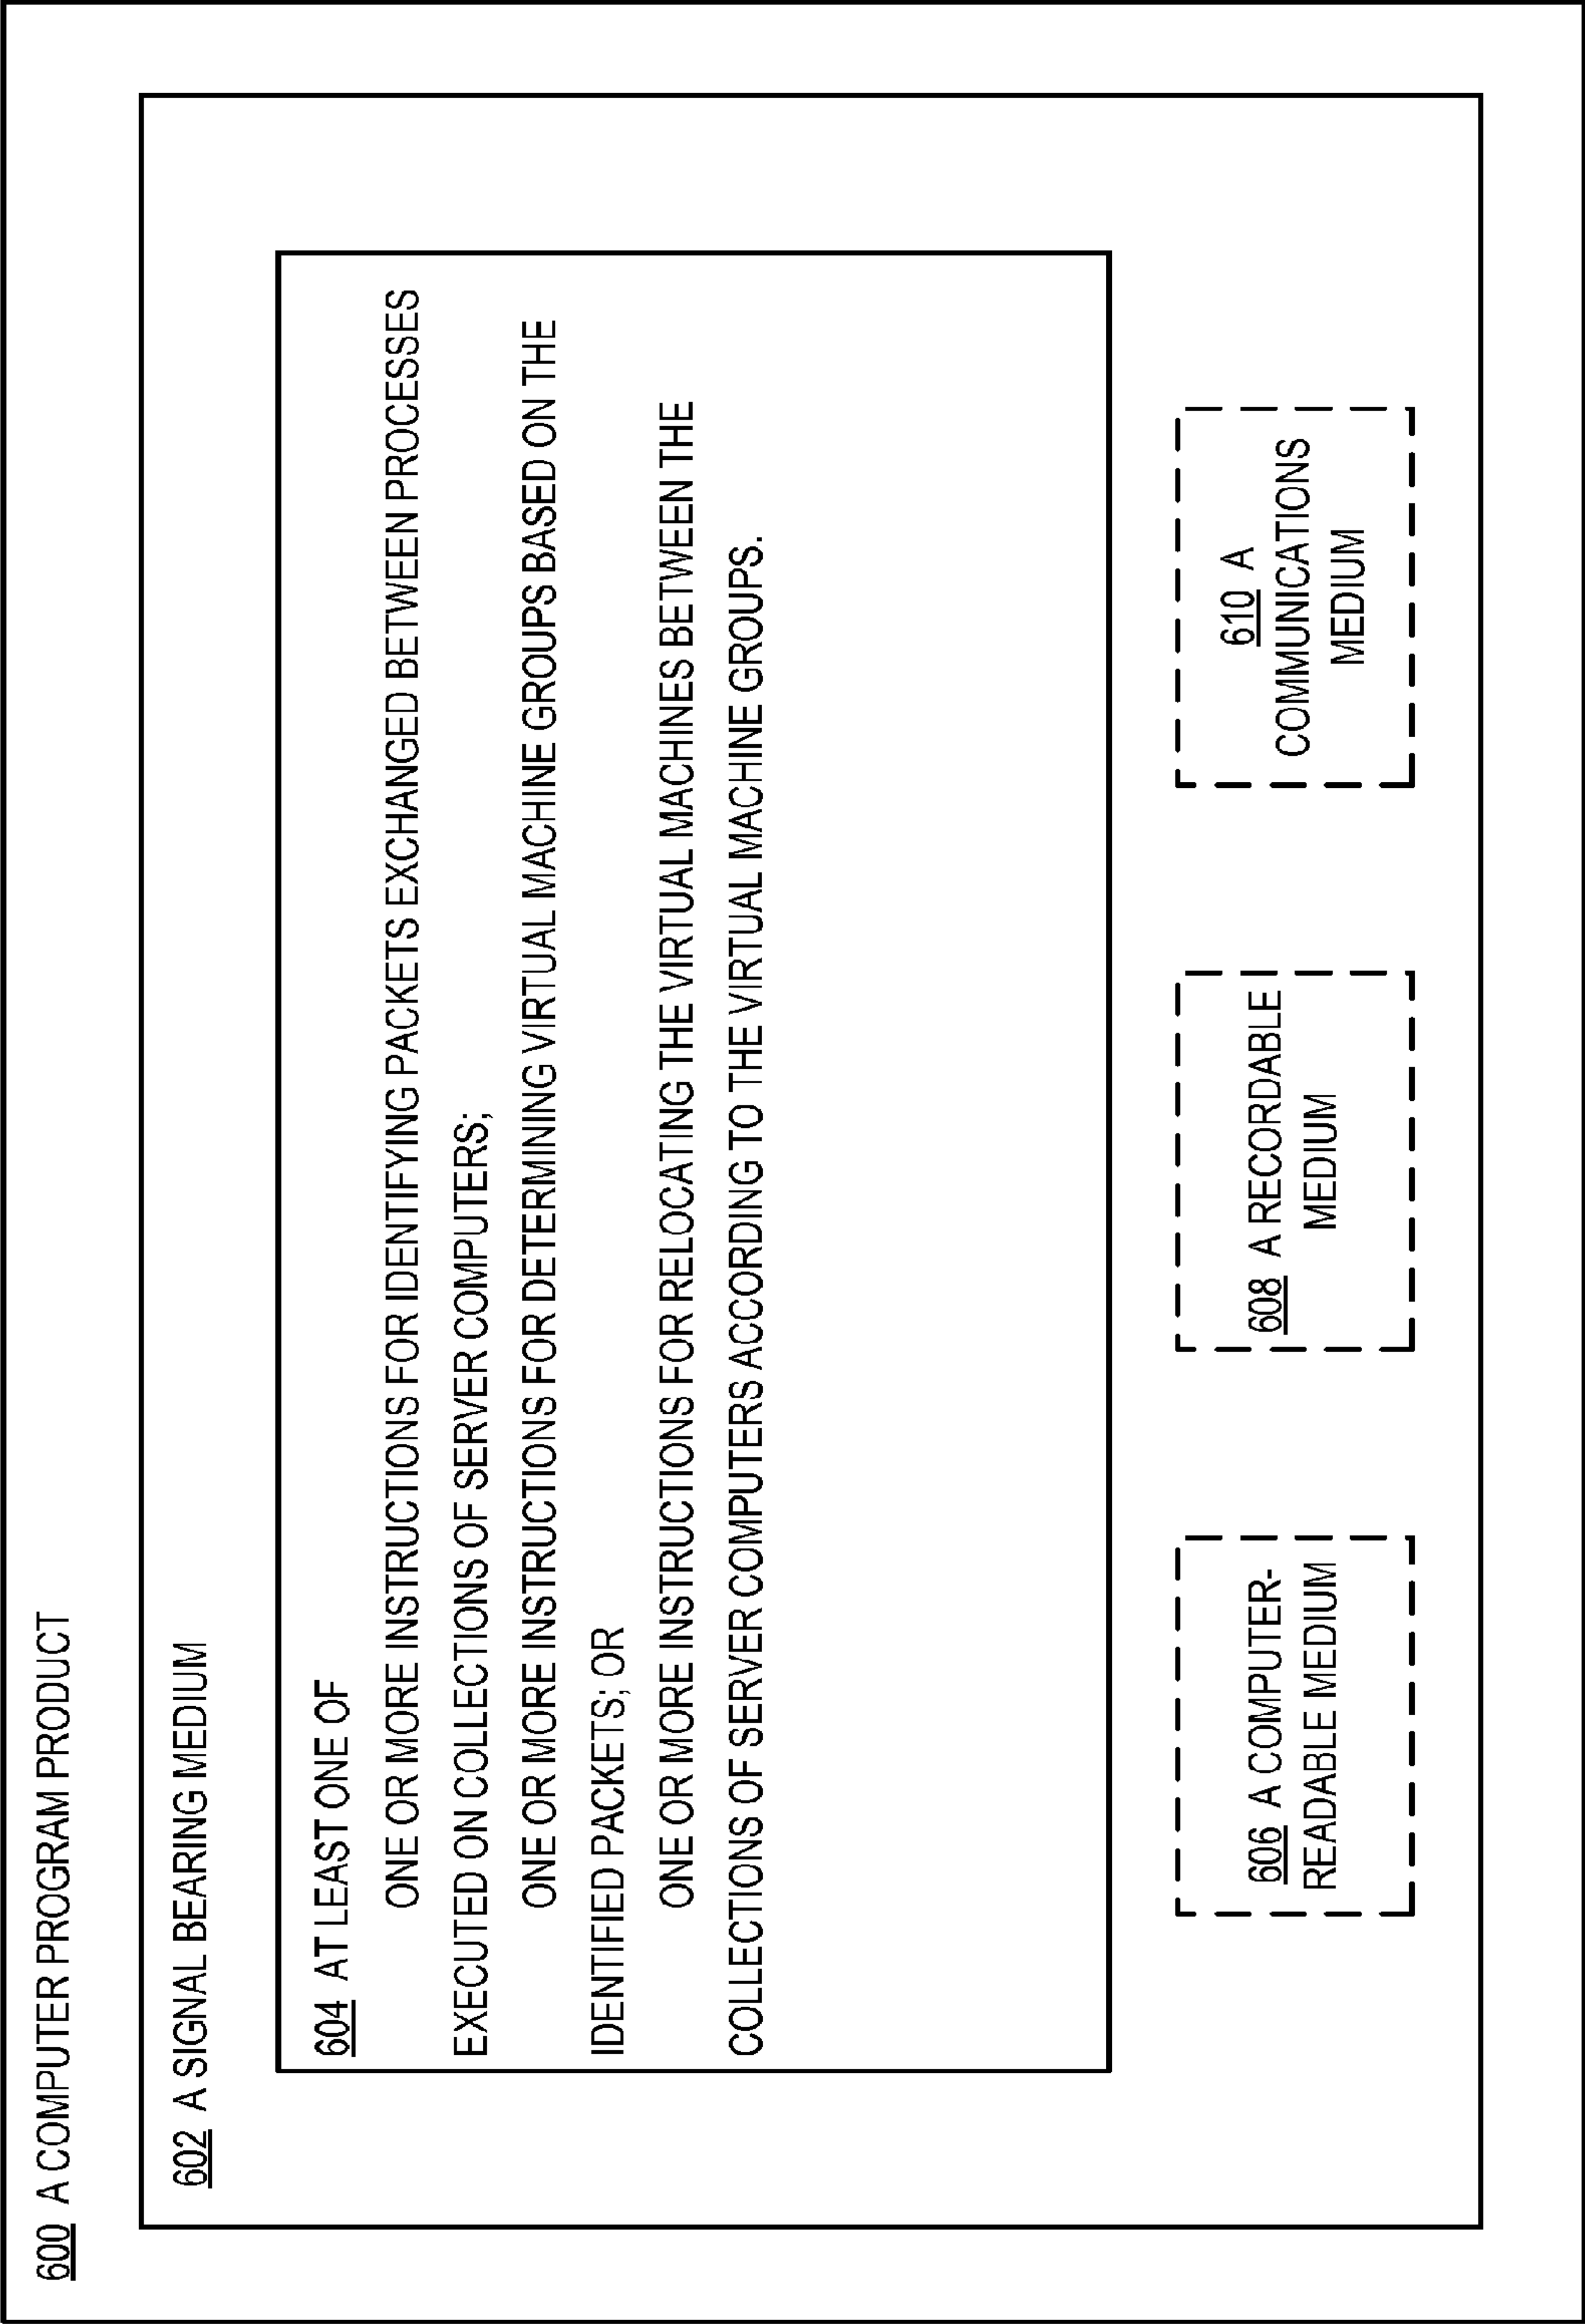 600 A COMPUTER PROGRAM PRODUCT
602 A SIGNAL BEARING MEDIUM
604 AT LEAST ONE OF
ONE OR MORE INSTRUCTIONS FOR IDENTIFYING PACKETS EXCHANGED BETWEEN PROCESSES
EXECUTED ON COLLECTIONS OF SERVER COMPUTERS;
ONE OR MORE INSTRUCTIONS FOR DETERMINING VIRTUAL MACHINE GROUPS BASED ON THE
IDENTIFIED PACKETS; OR
ONE OR MORE INSTRUCTIONS FOR RELOCATING THE VIRTUAL MACHINES BETWEEN THE
COLLECTIONS OF SERVER COMPUTERS ACCORDING TO THE VIRTUAL MACHINE GROUPS.
606 A COMPUTER-
READABLE MEDIUM
608 A RECORDABLE
MEDIUM
610 A
COMMUNICATIONS
MEDIUM